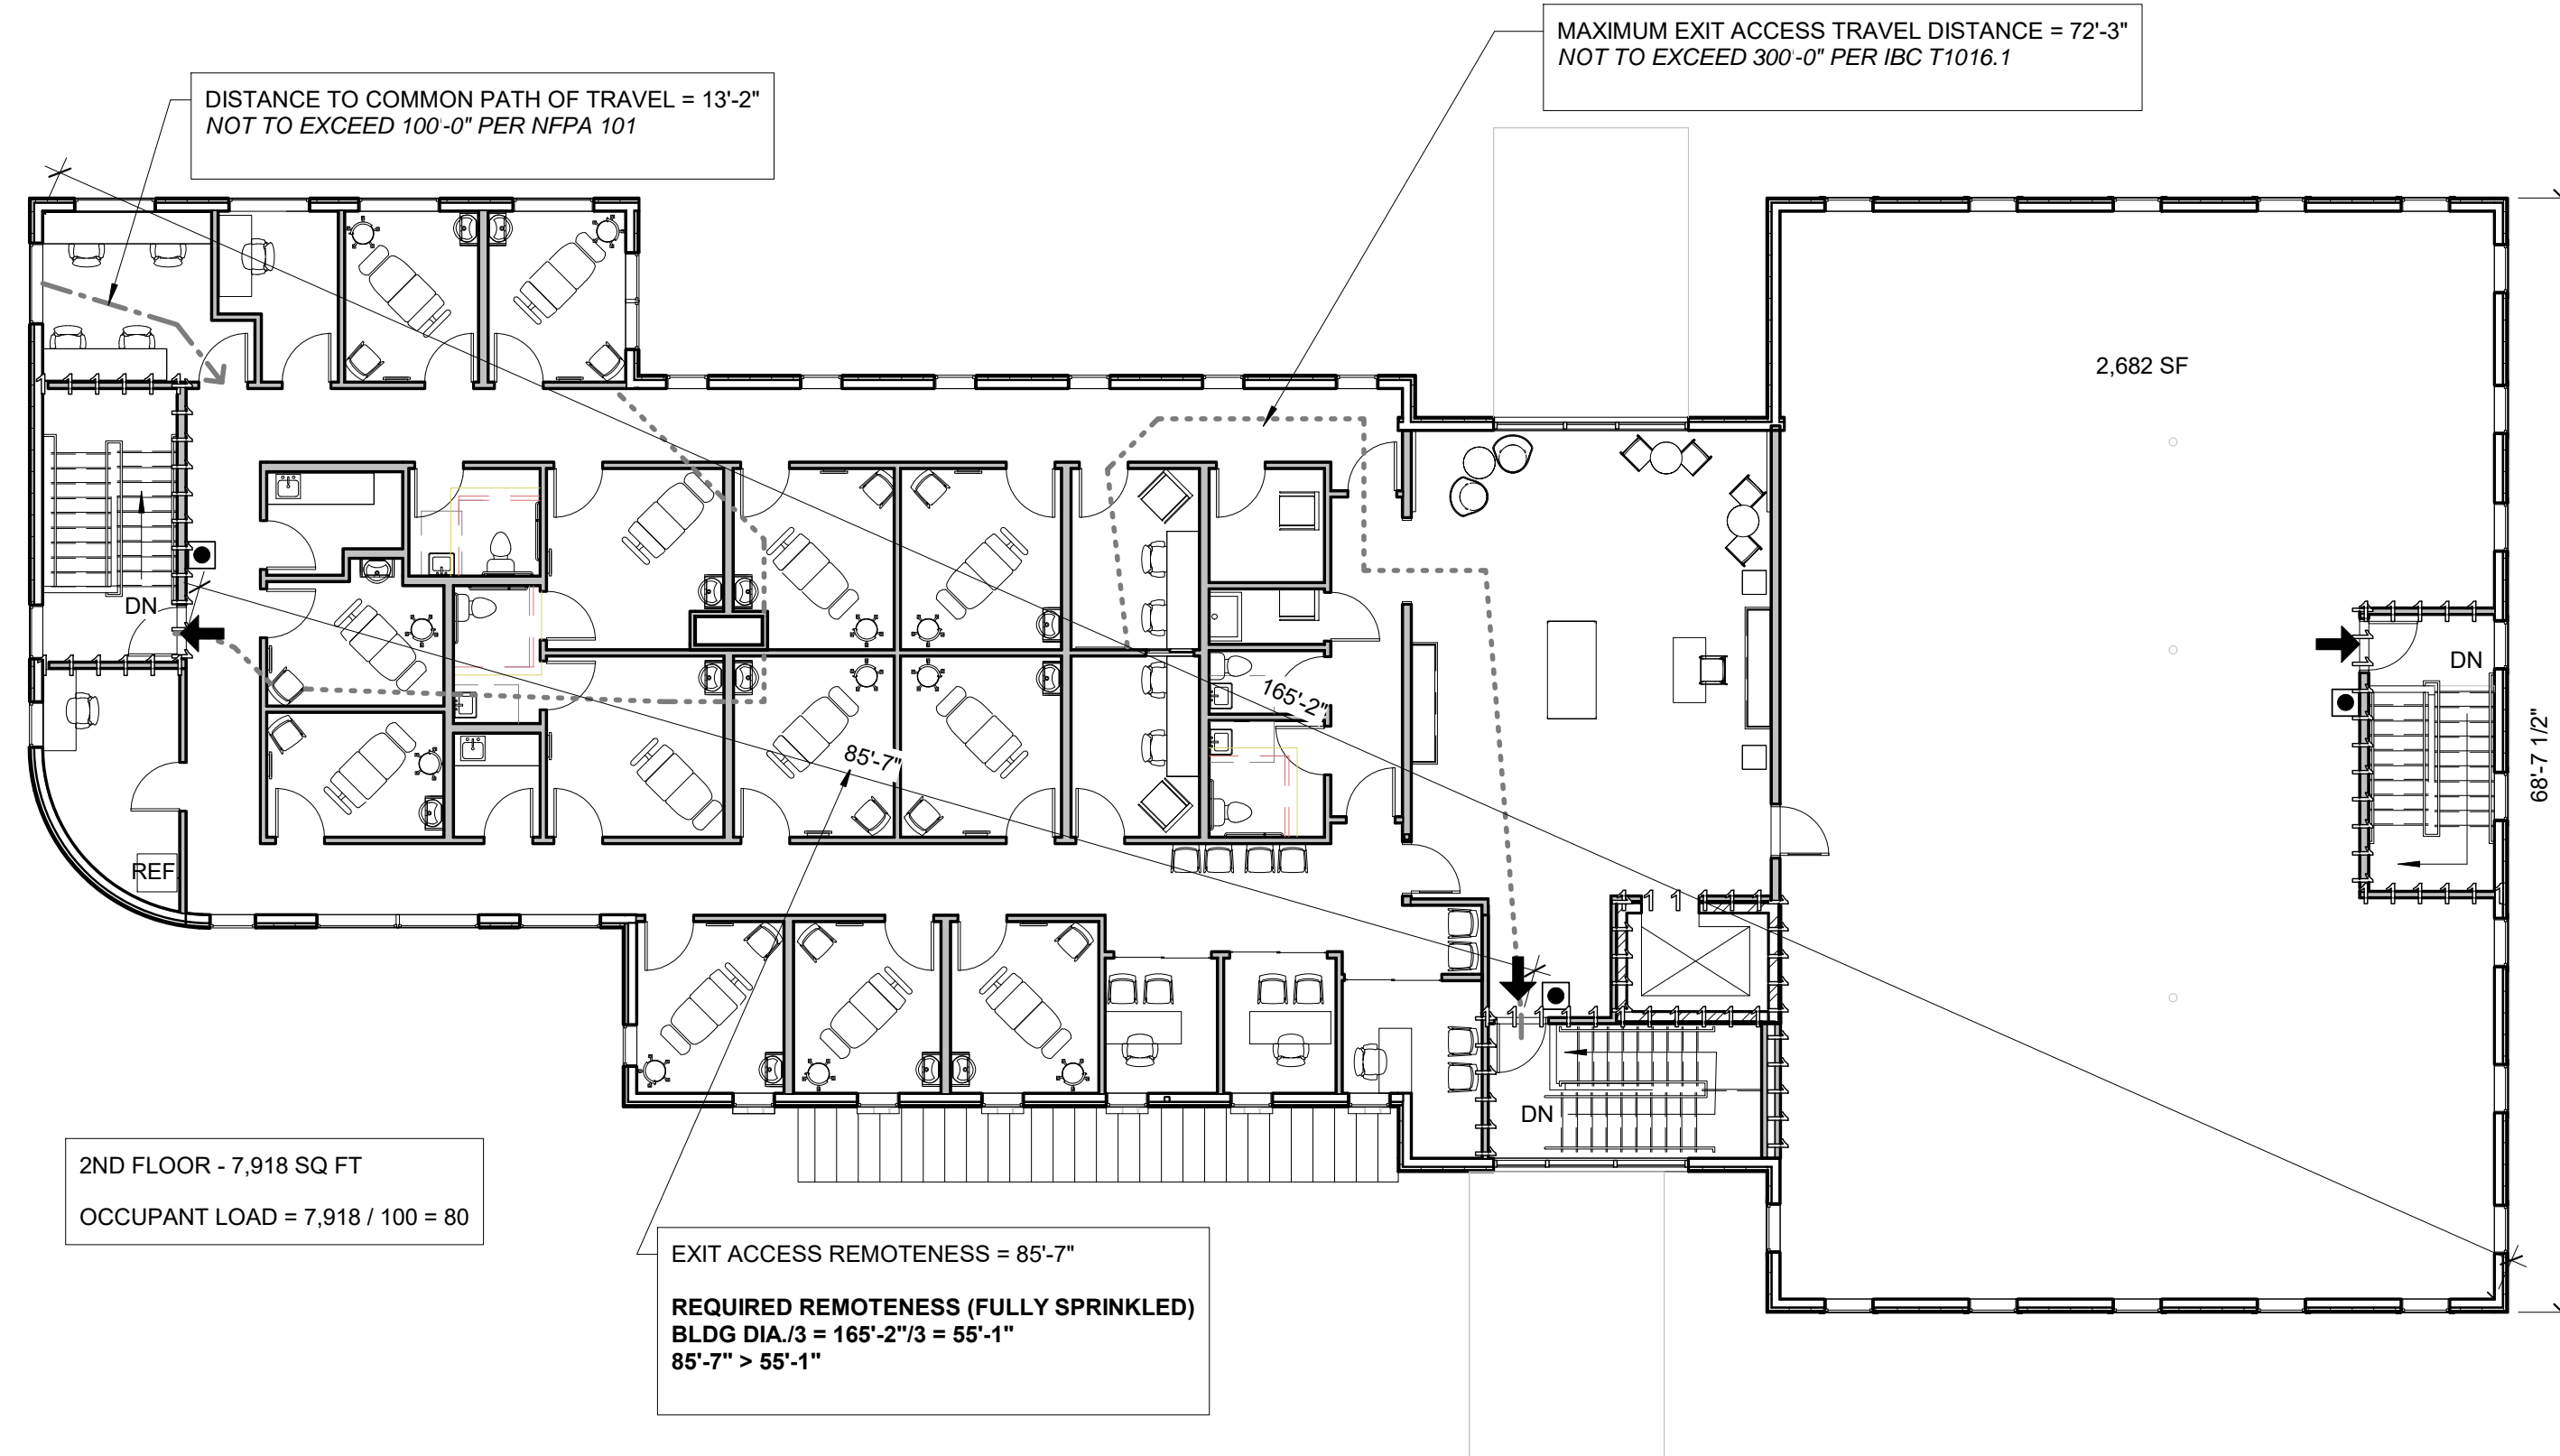 MAXIMUM EXIT ACCESS TRAVEL DISTANCE = 72'-3"
NOT TO EXCEED 300'-0" PER IBC T1016.1
DISTANCE TO COMMON PATH OF TRAVEL = 13'-2"
NOT TO EXCEED 100'-0" PER NFPA 101
2,682 SF
DN
DN
165'-2"
85'-7"
68'-7 1/2"
REF
DN
2ND FLOOR - 7,918 SQ FT
OCCUPANT LOAD = 7,918 / 100 = 80
EXIT ACCESS REMOTENESS = 85'-7"
REQUIRED REMOTENESS (FULLY SPRINKLED)
BLDG DIA./3 = 165'-2"/3 = 55'-1"
85'-7" > 55'-1"